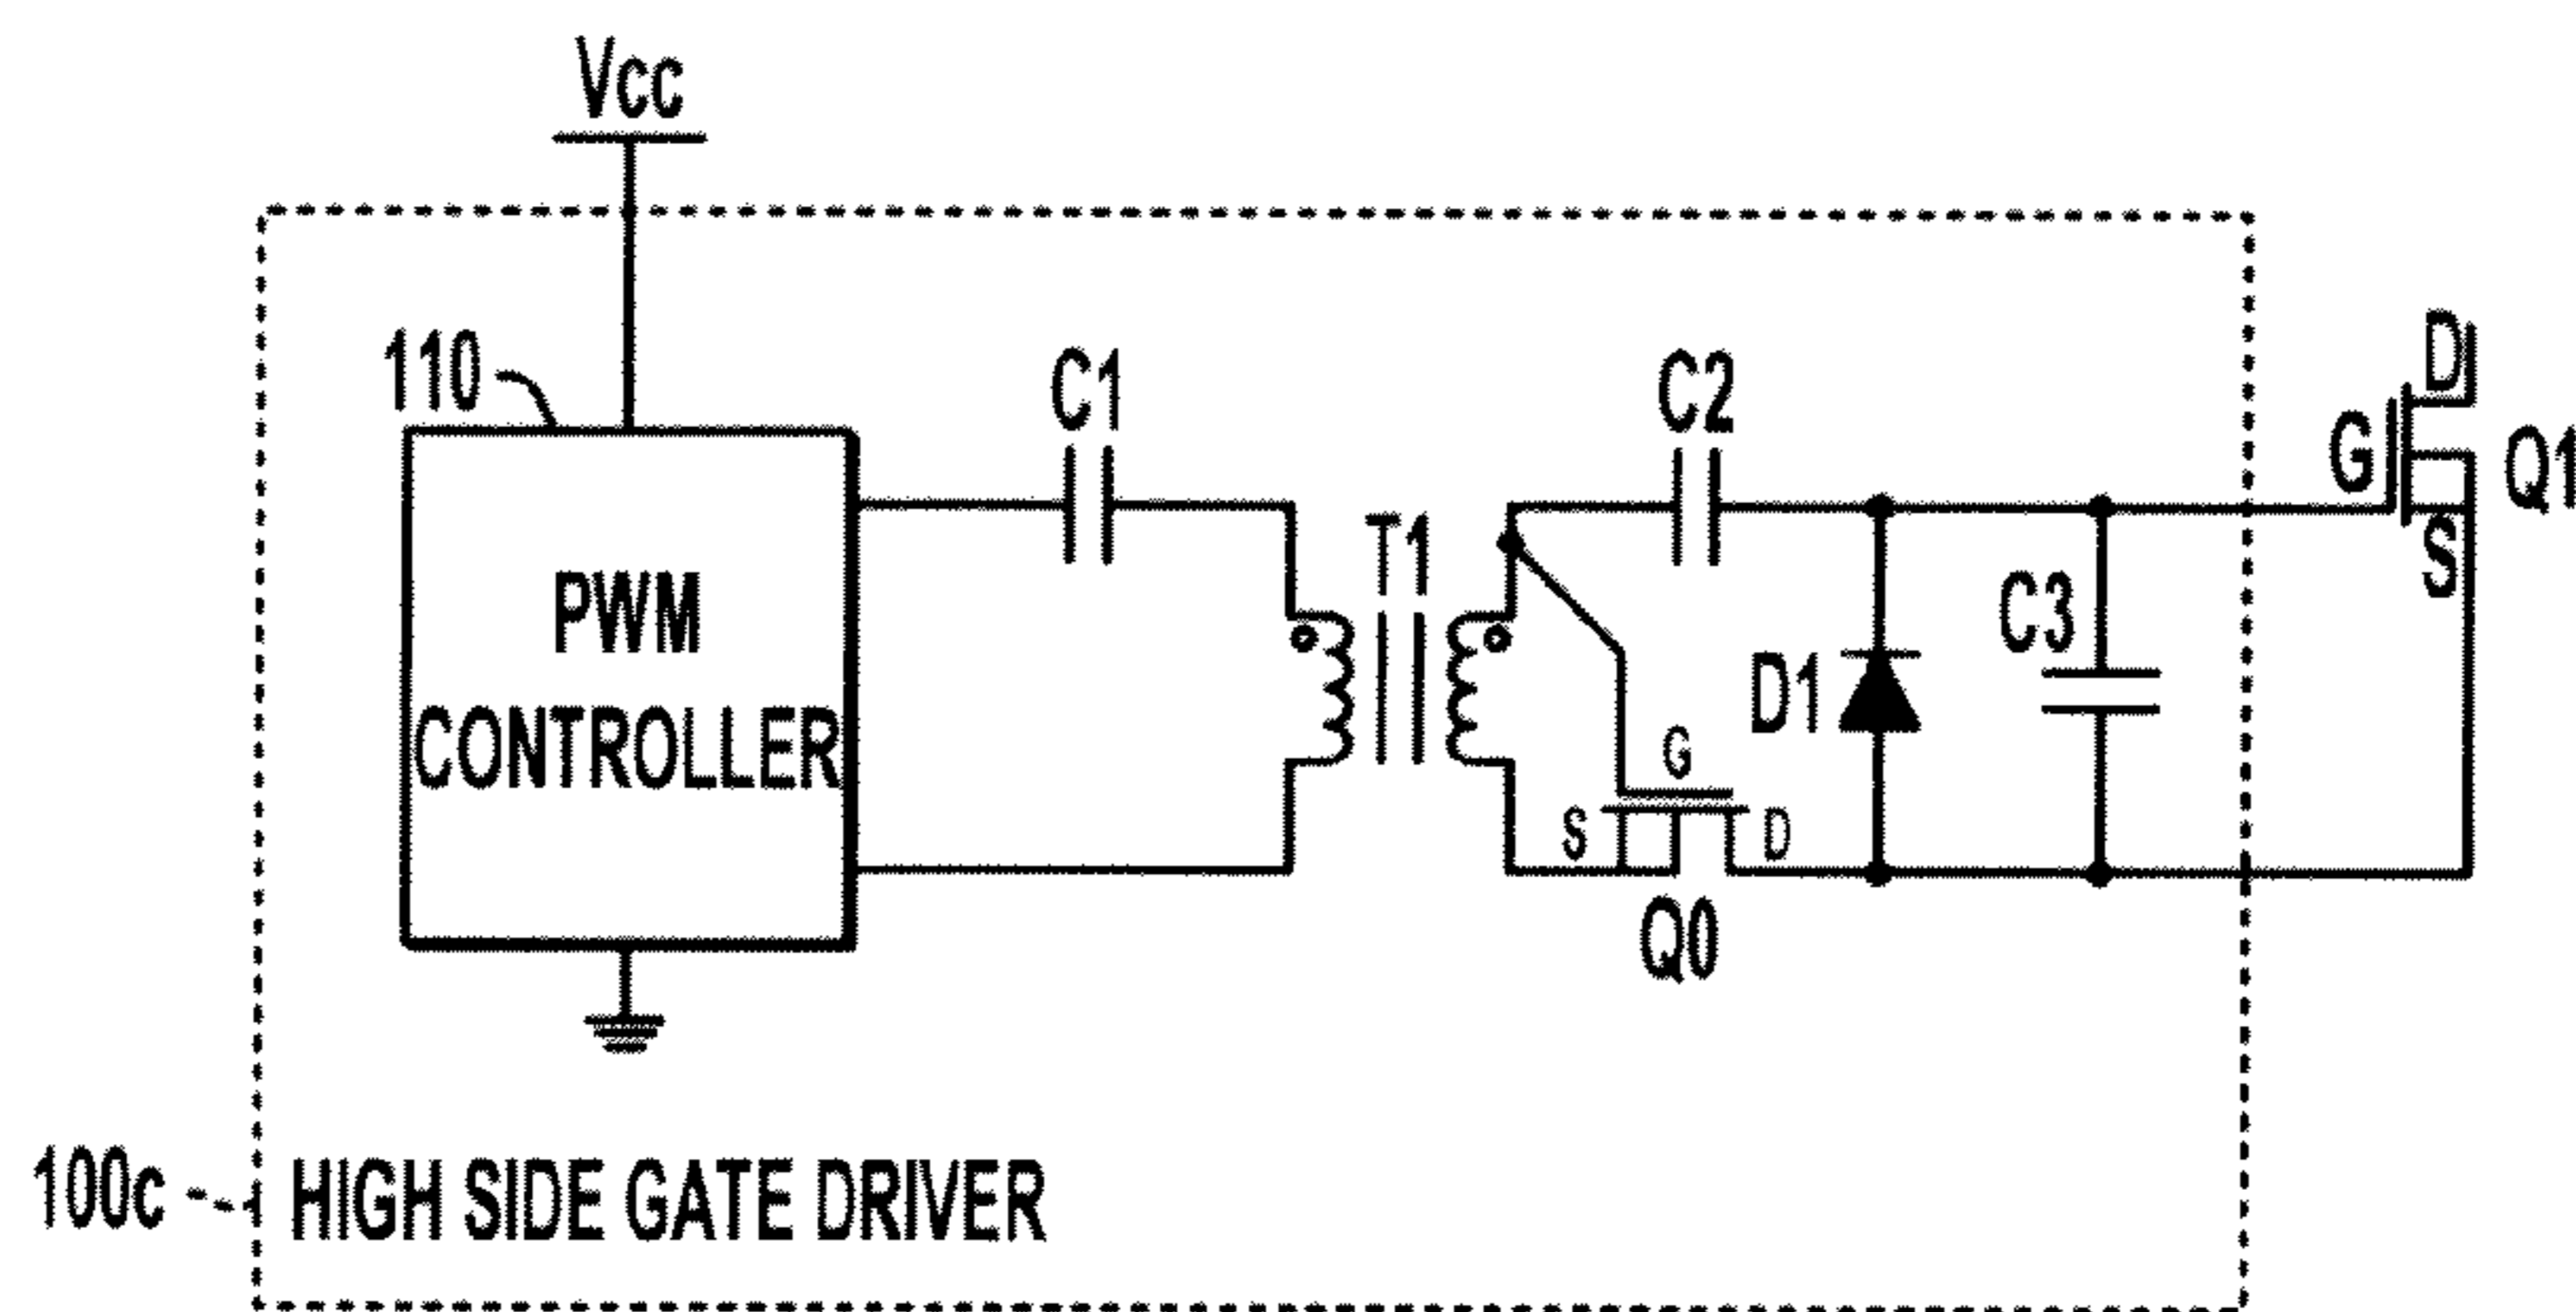 Vcc
110
C1
C2
D
G
Q1
S
T1
PWM
CONTROLLER
C3
D1
G
S
D
Q0
100c
HIGH SIDE GATE DRIVER